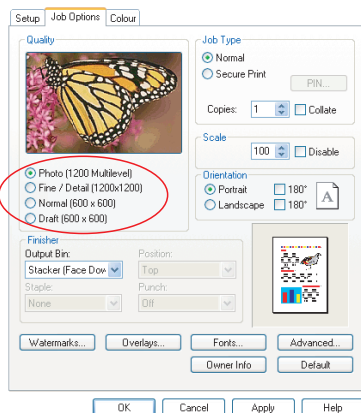 Setup Job Options Colour
Quality
Photo (1200 Multilevel)
Fine / Detail (1200x1200)
Normal (600 x 600)
Draft (600 x 600)
Job Type
Normal
Secure Print
PIN...
Copies: 1 Collate
Scale
100 Disable
Orientation
Portrait 180°
Landscape 180°
A
Finisher
Output Bin: Position:
Stacker (Face Dow Top
Staple: Punch:
None Off
Watermarks... Overlays... Fonts... Advanced...
Owner Info Default
OK Cancel Apply Help